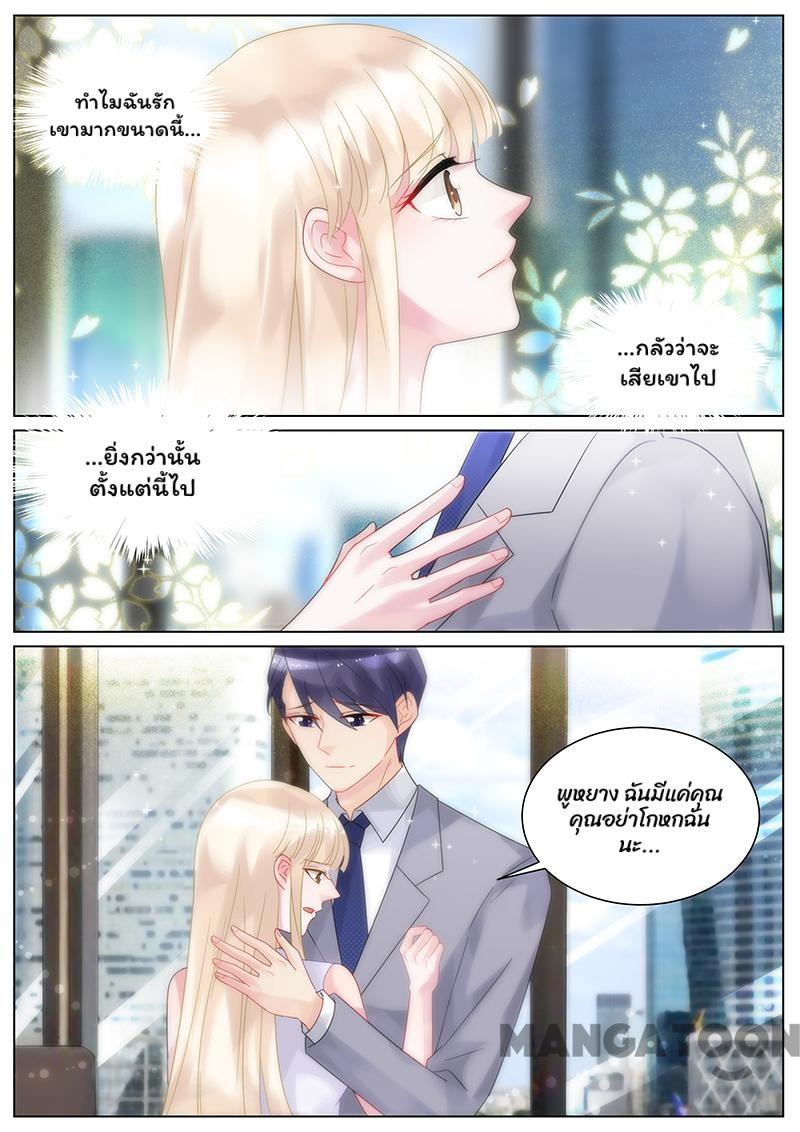 ทำไมฉันรัก
เขามากขนาดนี้...
...กลัวว่าจะ
เสียเขาไป
...ยิ่งกว่านั้น
ตั้งแต่นี้ไป
พูหยาง ฉันมีแค่คุณ
คุณอย่าโกหกฉัน
นะ...
MANGATOON